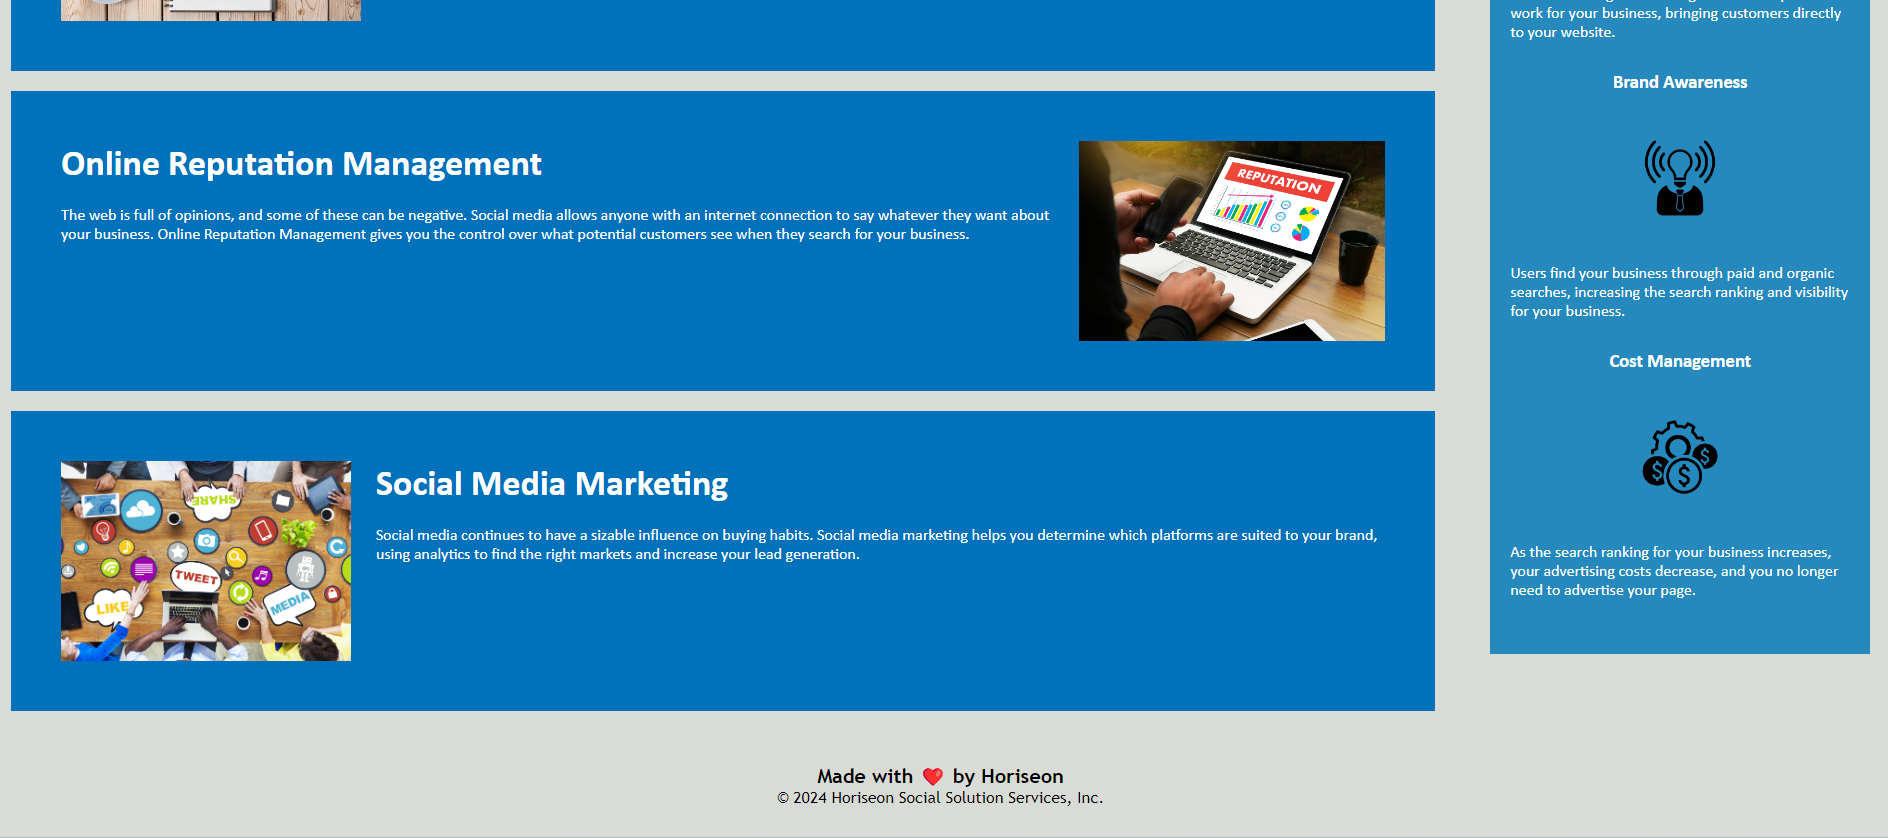 work for your business, bringing customers directly
to your website.
Brand Awareness
Users find your business through paid and organic
searches, increasing the search ranking and visibility
for your business.
Cost Management
$
$
$
As the search ranking for your business increases,
your advertising costs decrease, and you no longer
need to advertise your page.
Online Reputation Management
The web is full of opinions, and some of these can be negative. Social media allows anyone with an internet connection to say whatever they want about
your business. Online Reputation Management gives you the control over what potential customers see when they search for your business.
REPUTATION
Social Media Marketing
Social media continues to have a sizable influence on buying habits. Social media marketing helps you determine which platforms are suited to your brand,
using analytics to find the right markets and increase your lead generation.
SHARE
TWEET
LIKE
MEDIA
Made with ❤️ by Horiseon
© 2024 Horiseon Social Solution Services, Inc.